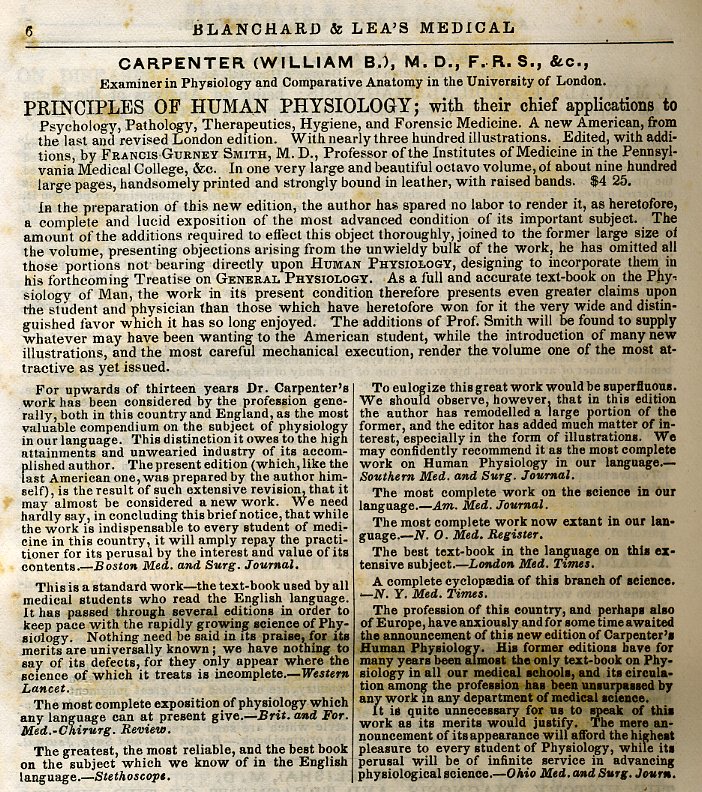 6
BLANCHARD & LEA'S MEDICAL
CARPENTER (WILLIAM B.), M. D., F. R. S., &c.,
Examiner in Physiology and Comparative Anatomy in the University of London.
PRINCIPLES OF HUMAN PHYSIOLOGY; with their chief applications to
Psychology, Pathology, Therapeutics, Hygiene, and Forensic Medicine. A new American, from
the last and revised London edition. With nearly three hundred illustrations. Edited, with addi-
tions, by FRANCIS GURNEY SMITH, M. D., Professor of the Institutes of Medicine in the Pennsyl-
vania Medical College, &c. In one very large and beautiful octavo volume, of about nine hundred
large pages, handsomely printed and strongly bound in leather, with raised bands. $4 25.
In the preparation of this new edition, the author has spared no labor to render it, as heretofore,
a complete and lucid exposition of the most advanced condition of its important subject. The
amount of the additions required to effect this object thoroughly, joined to the former large size of
the volume, presenting objections arising from the unwieldy bulk of the work, he has omitted all
those portions not bearing directly upon HUMAN PHYSIOLOGY, designing to incorporate them in
his forthcoming Treatise on GENERAL PHYSIOLOGY. As a full and accurate text-book on the Phy-
siology of Man, the work in its present condition therefore presents even greater claims upon
the student and physician than those which have heretofore won for it the very wide and distin-
guished favor which it has so long enjoyed. The additions of Prof. Smith will be found to supply
whatever may have been wanting to the American student, while the introduction of many new
illustrations, and the most careful mechanical execution, render the volume one of the most at-
tractive as yet issued.
For upwards of thirteen years Dr. Carpenter's
work has been considered by the profession gene-
rally, both in this country and England, as the most
valuable compendium on the subject of physiology
in our language. This distinction it owes to the high
attainments and unwearied industry of its accom-
plished author. The present edition (which, like the
last American one, was prepared by the author him-
self), is the result of such extensive revision, that it
may almost be considered a new work. We need
hardly say, in concluding this brief notice, that while
the work is indispensable to every student of medi-
cine in this country, it will amply repay the practi-
tioner for its perusal by the interest and value of its
contents.—Boston Med. and Surg. Journal.
This is a standard work—the text-book used by all
medical students who read the English language.
It has passed through several editions in order to
keep pace with the rapidly growing science of Phy-
siology. Nothing need be said in its praise, for its
merits are universally known; we have nothing to
say of its defects, for they only appear where the
science of which it treats is incomplete.—Western
Lancet.
The most complete exposition of physiology which
any language can at present give.—Brit. and For.
Med.-Chirurg. Review.
The greatest, the most reliable, and the best book
on the subject which we know of in the English
language.—Stethoscope.
To eulogize this great work would be superfluous.
We should observe, however, that in this edition
the author has remodelled a large portion of the
former, and the editor has added much matter of in-
terest, especially in the form of illustrations. We
may confidently recommend it as the most complete
work on Human Physiology in our language.—
Southern Med. and Surg. Journal.
The most complete work on the science in our
language.—Am. Med. Journal.
The most complete work now extant in our lan-
guage.—N. O. Med. Register.
The best text-book in the language on this ex-
tensive subject.—London Med. Times.
A complete cyclopædia of this branch of science.
—N. Y. Med. Times.
The profession of this country, and perhaps also
of Europe, have anxiously and for some time awaited
the announcement of this new edition of Carpenter's
Human Physiology. His former editions have for
many years been almost the only text-book on Phy-
siology in all our medical schools, and its circula-
tion among the profession has been unsurpassed by
any work in any department of medical science.
It is quite unnecessary for us to speak of this
work as its merits would justify. The mere an-
nouncement of its appearance will afford the highest
pleasure to every student of Physiology, while its
perusal will be of infinite service in advancing
physiological science.—Ohio Med. and Surg. Journ.